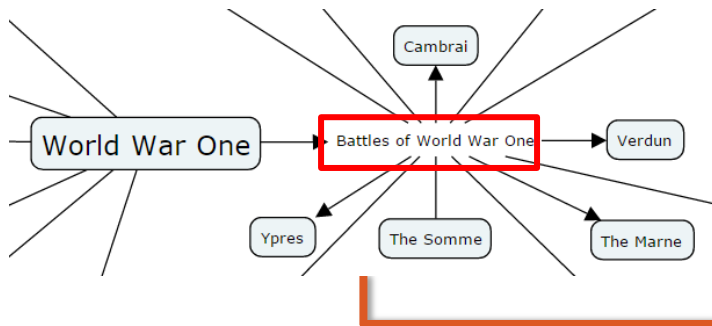 Cambrai
World War One
Battles of World War One
Verdun
Ypres
The Somme
The Marne